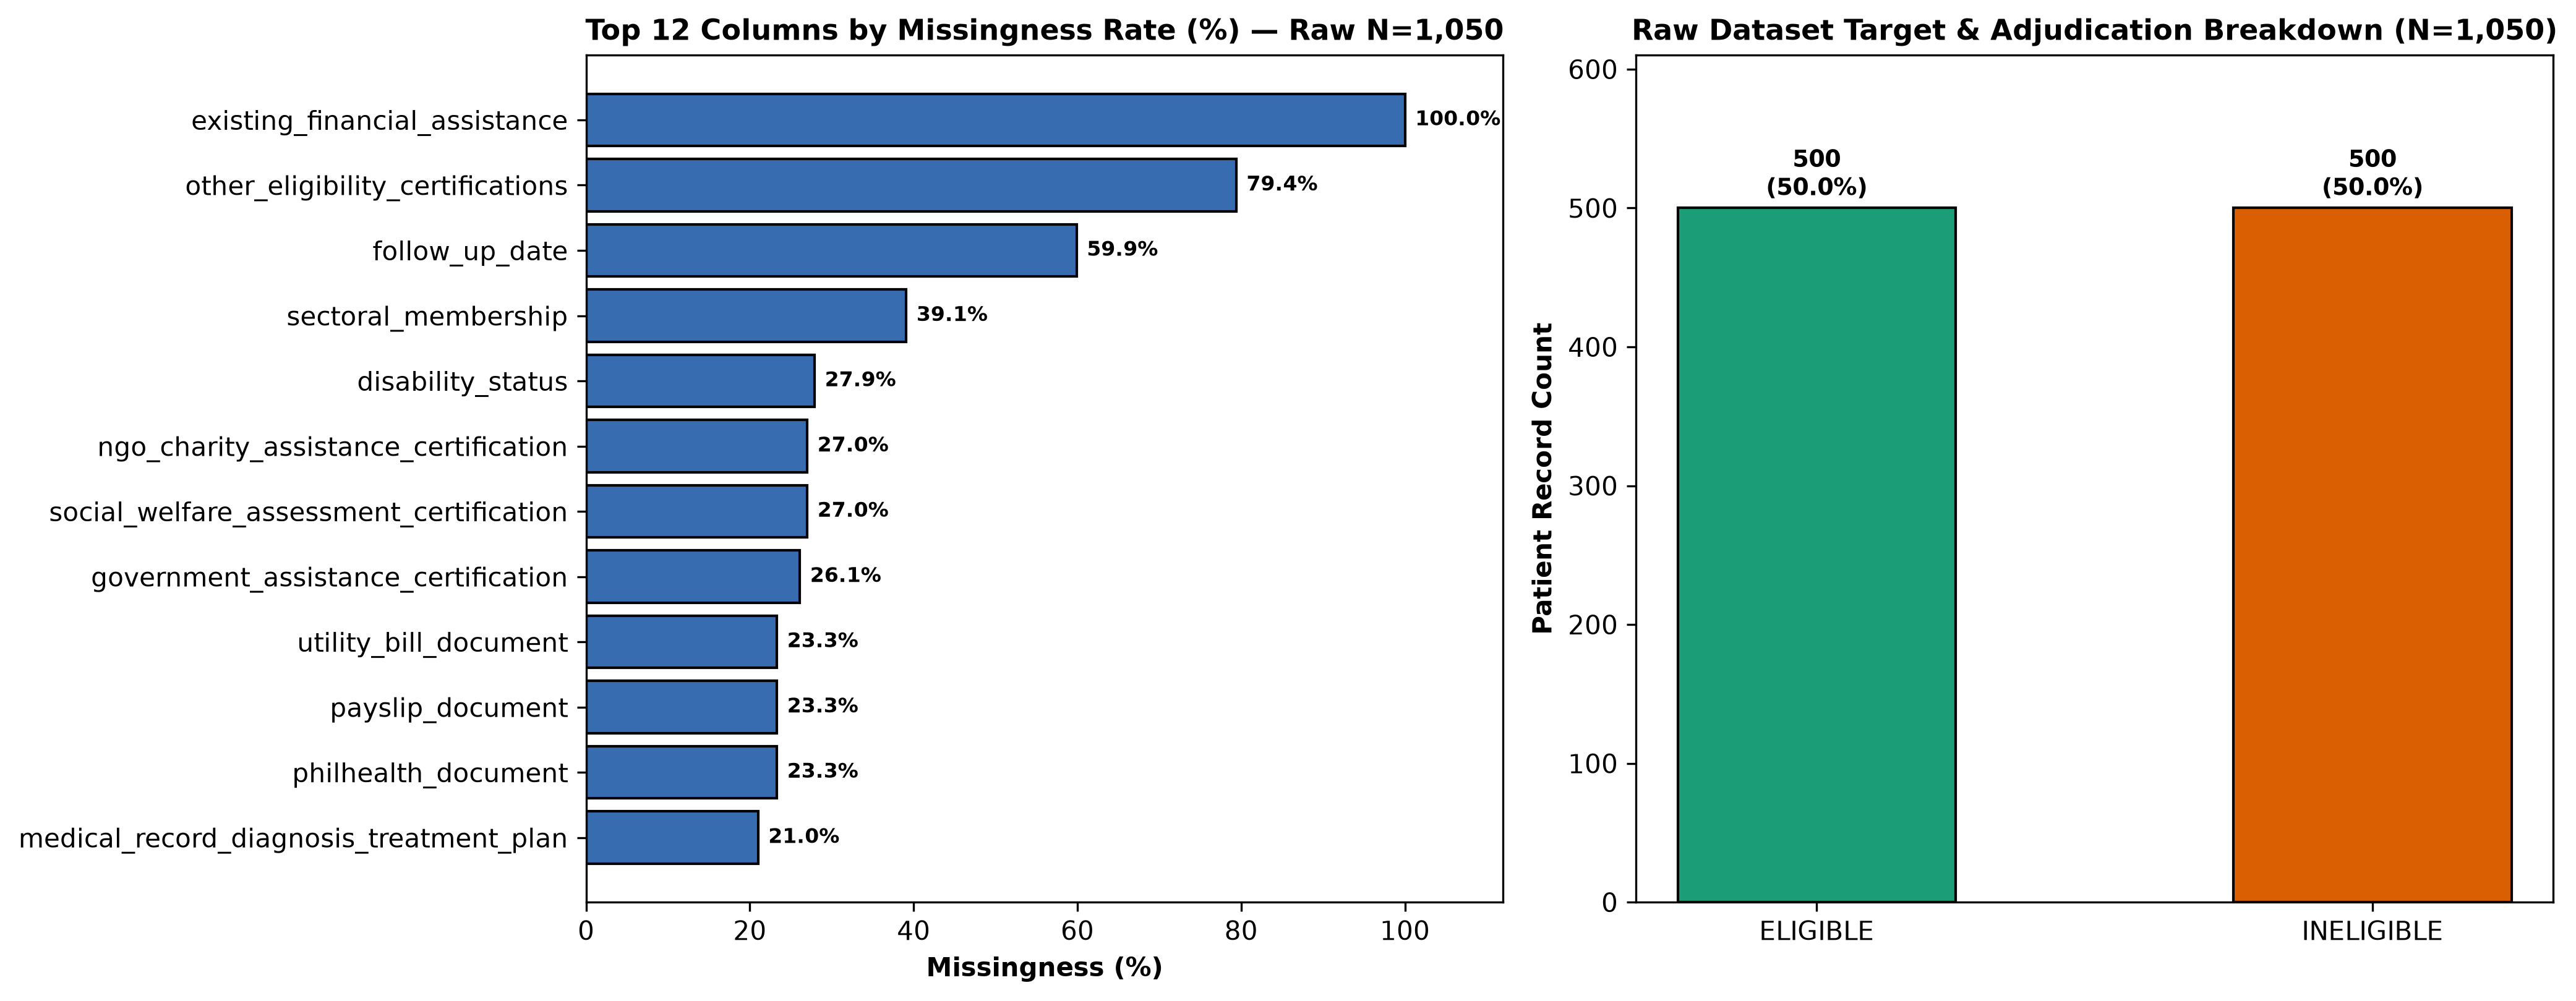 Top 12 Columns by Missingness Rate (%) — Raw N=1,050
existing_financial_assistance
100.0%
other_eligibility_certifications
79.4%
follow_up_date
59.9%
sectoral_membership
39.1%
disability_status
27.9%
ngo_charity_assistance_certification
27.0%
social_welfare_assessment_certification
27.0%
government_assistance_certification
26.1%
utility_bill_document
23.3%
payslip_document
23.3%
philhealth_document
23.3%
medical_record_diagnosis_treatment_plan
21.0%
0 20 40 60 80 100
Missingness (%)
Raw Dataset Target & Adjudication Breakdown (N=1,050)
Patient Record Count
600
500
400
300
200
100
0
500
(50.0%)
500
(50.0%)
ELIGIBLE INELIGIBLE